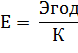 E = Эгод / К